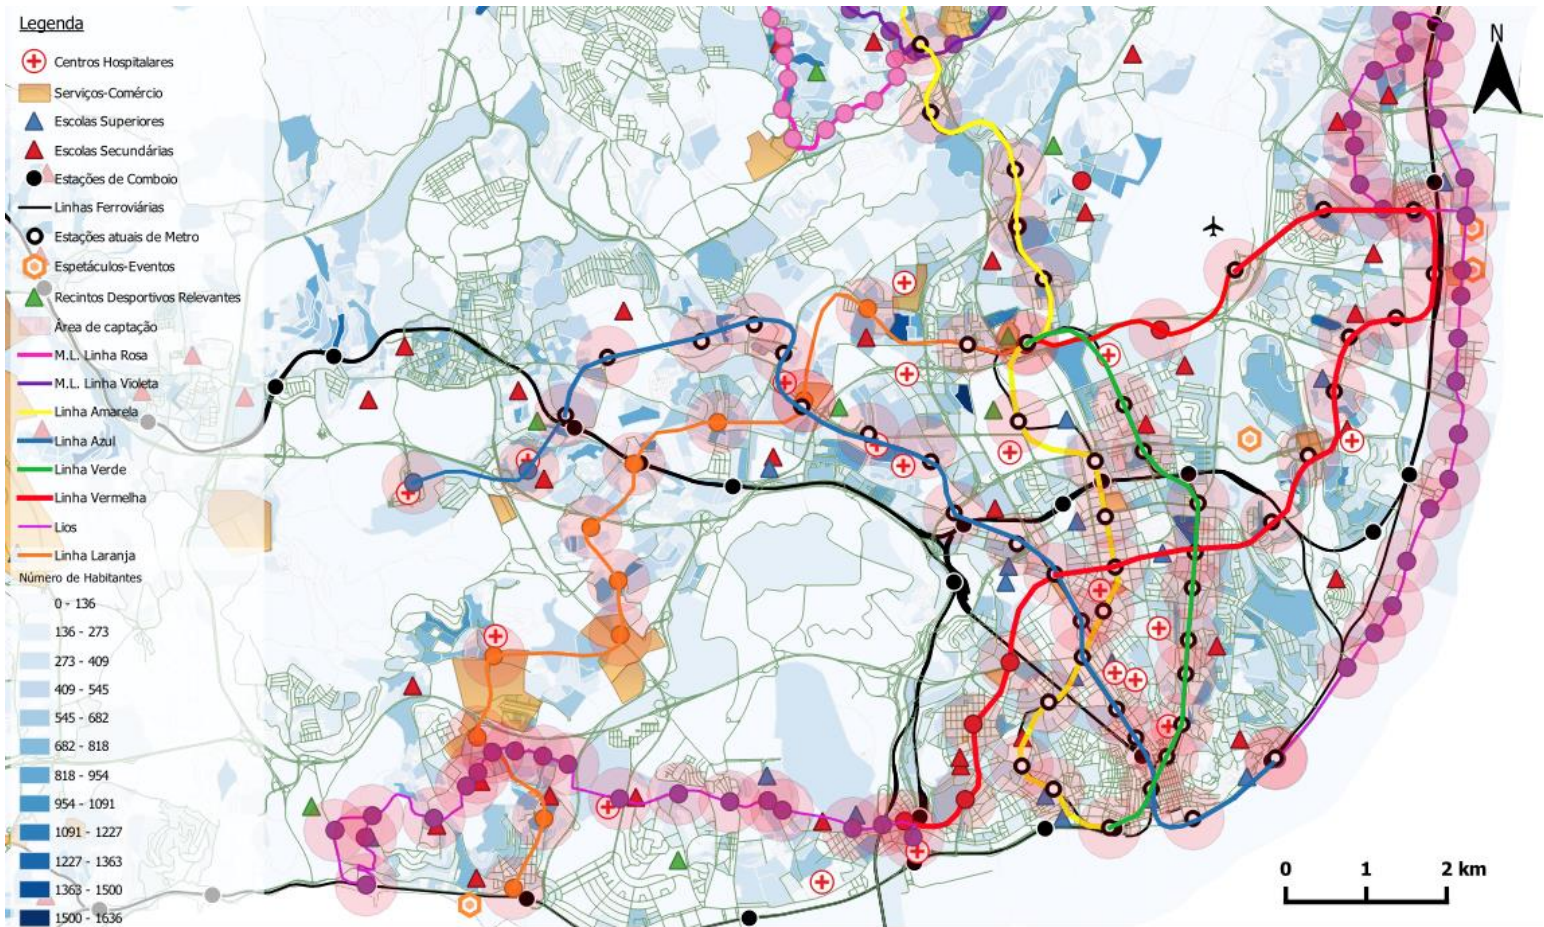 Legenda
Centros Hospitalares
Serviços-Comércio
Escolas Superiores
Escolas Secundárias
Estações de Comboio
Linhas Ferroviárias
Estações atuais de Metro
Espetáculos-Eventos
Recintos Desportivos Relevantes
Área de captação
M.L. Linha Rosa
M.L. Linha Violeta
Linha Amarela
Linha Azul
Linha Verde
Linha Vermelha
Lios
Linha Laranja
Número de Habitantes
0 - 136
136 - 273
273 - 409
409 - 545
545 - 682
682 - 818
818 - 954
954 - 1091
1091 - 1227
1227 - 1363
1363 - 1500
1500 - 1636
N
0 1 2 km